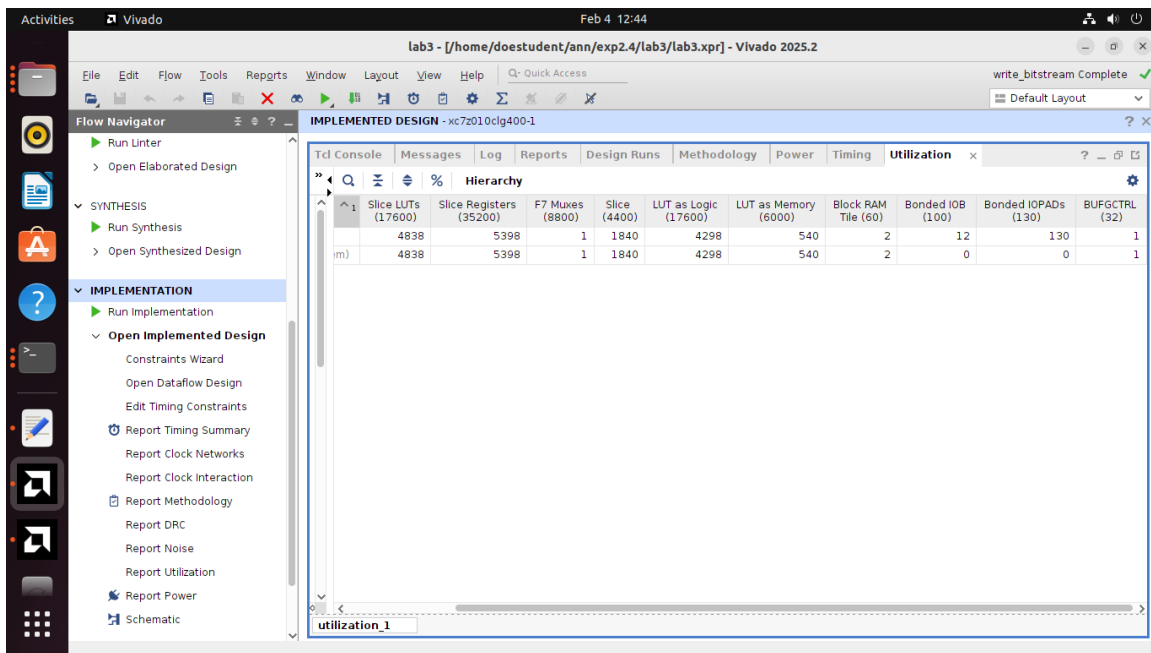 Activities Vivado Feb 4 12:44
lab3 - [/home/doestudent/ann/exp2.4/lab3/lab3.xpr] - Vivado 2025.2
File Edit Flow Tools Reports Window Layout View Help Quick Access write_bitstream Complete
Default Layout
Flow Navigator
IMPLEMENTED DESIGN - xc7z010clg400-1
Run Linter
Open Elaborated Design
SYNTHESIS
Run Synthesis
Open Synthesized Design
IMPLEMENTATION
Run Implementation
Open Implemented Design
Constraints Wizard
Open Dataflow Design
Edit Timing Constraints
Report Timing Summary
Report Clock Networks
Report Clock Interaction
Report Methodology
Report DRC
Report Noise
Report Utilization
Report Power
Schematic
Tcl Console Messages Log Reports Design Runs Methodology Power Timing Utilization
Hierarchy
1 Slice LUTs Slice Registers F7 Muxes Slice LUT as Logic LUT as Memory Block RAM Bonded IOB Bonded IOPADs BUFGCTRL
(17600) (35200) (8800) (4400) (17600) (6000) Tile (60) (100) (130) (32)
4838 5398 1 1840 4298 540 2 12 130 1
m) 4838 5398 1 1840 4298 540 2 0 0 1
utilization_1